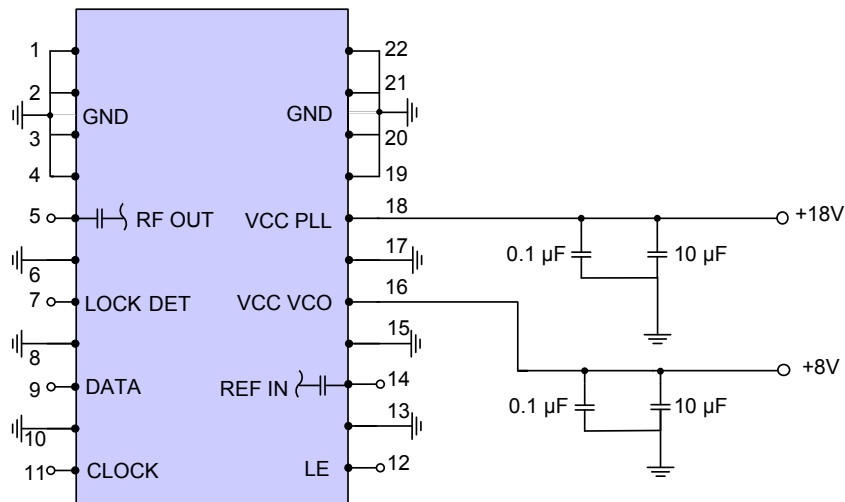 1
22
2
21
GND
GND
3
20
4
19
5
RF OUT
VCC PLL
18
+18V
6
17
0.1 µF
10 µF
7
LOCK DET
VCC VCO
16
8
15
9
DATA
REF IN
14
+8V
0.1 µF
10 µF
10
13
11
CLOCK
LE
12